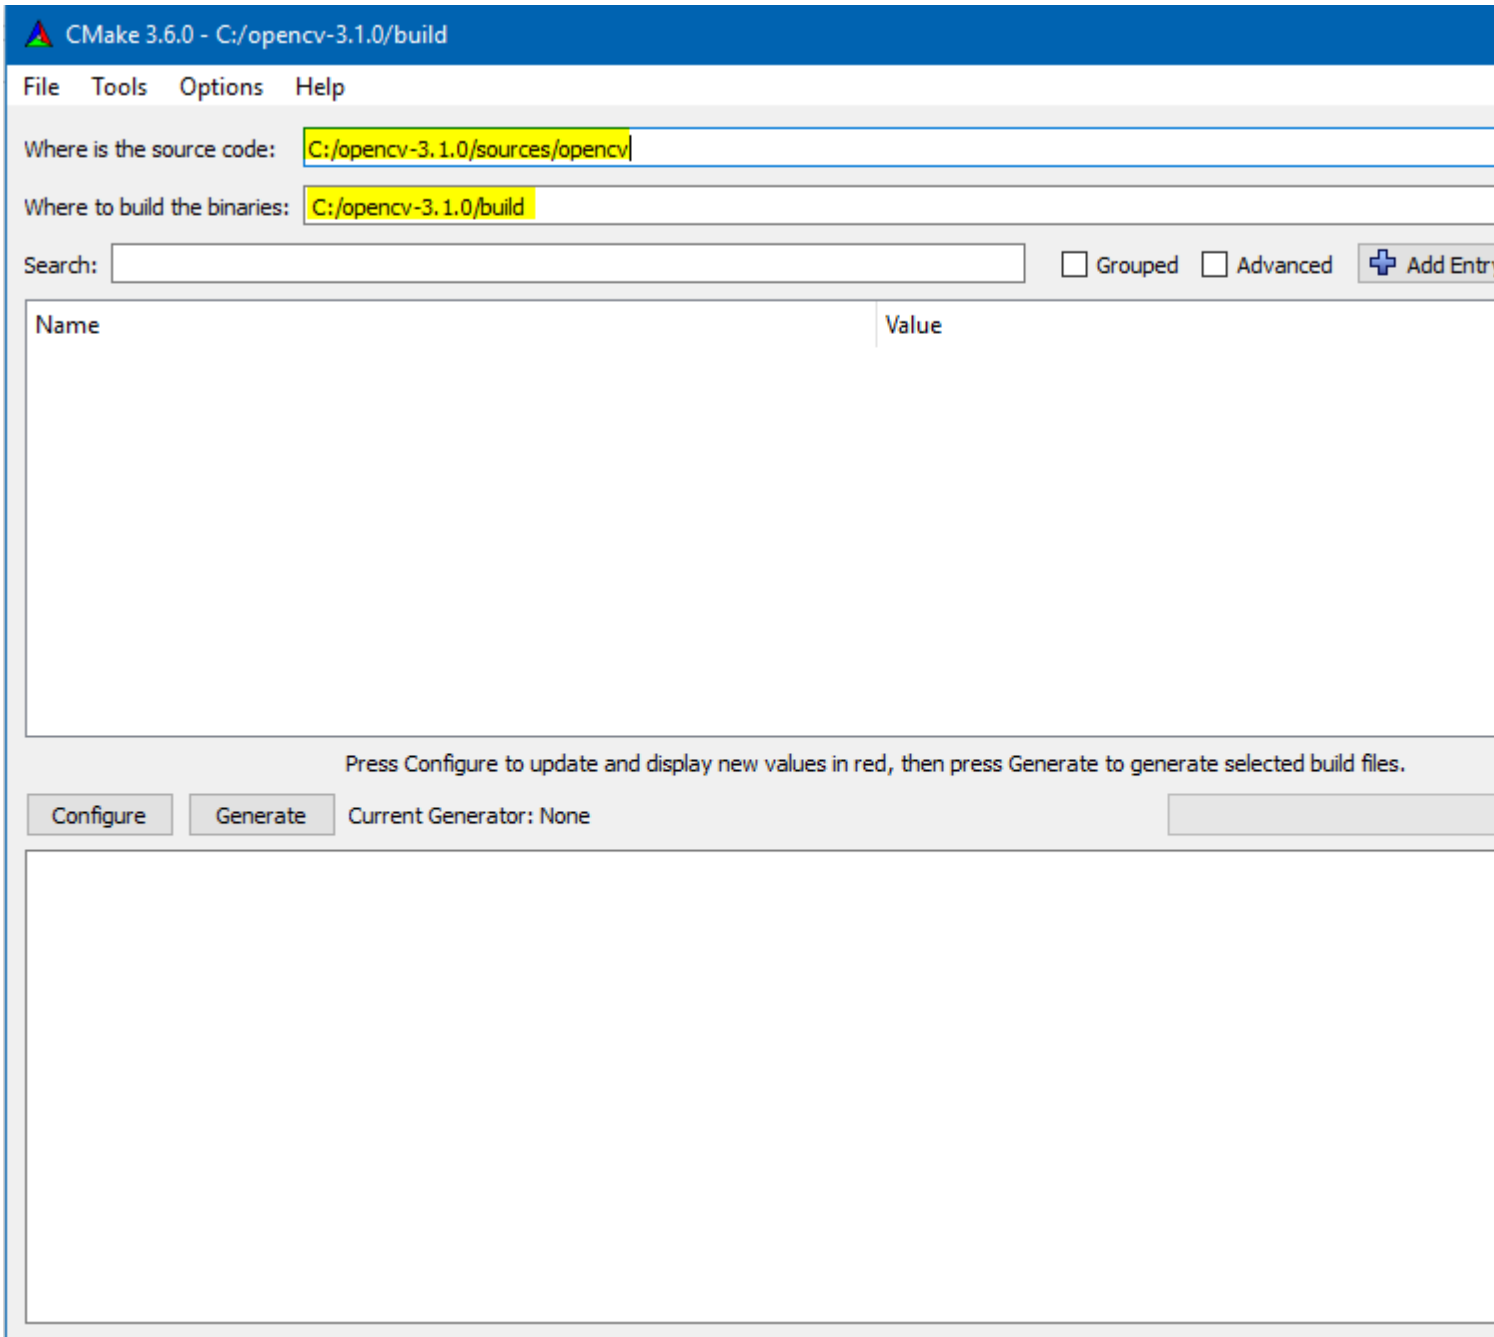 CMake 3.6.0 - C:/opencv-3.1.0/build
File Tools Options Help
Where is the source code: C:/opencv-3.1.0/sources/opencv
Where to build the binaries: C:/opencv-3.1.0/build
Search: Grouped Advanced Add Entry
Name Value
Press Configure to update and display new values in red, then press Generate to generate selected build files.
Configure Generate Current Generator: None